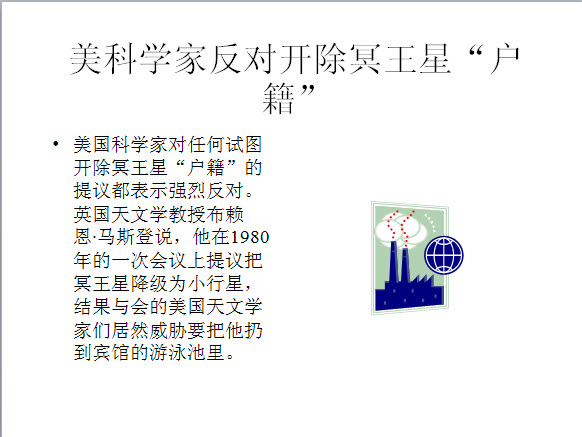 美科学家反对开除冥王星“户
籍”
• 美国科学家对任何试图
开除冥王星“户籍”的
提议都表示强烈反对。
英国天文学教授布赖
恩·马斯登说，他在1980
年的一次会议上提议把
冥王星降级为小行星，
结果与会的美国天文学
家们居然威胁要把他扔
到宾馆的游泳池里。